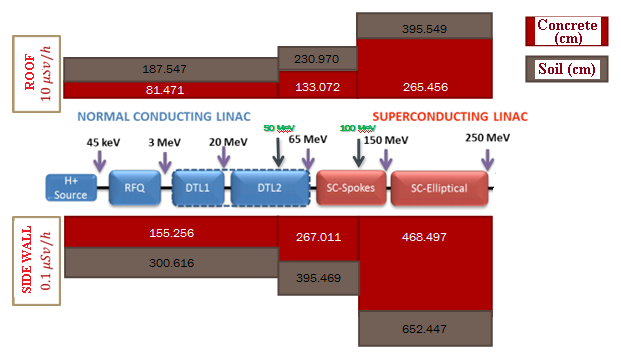 395.549
Concrete
(cm)
Soil (cm)
ROOF
10 μSv/h
187.547
230.970
81.471
133.072
265.456
NORMAL CONDUCTING LINAC
SUPERCONDUCTING LINAC
50 MeV
100 MeV
45 keV
3 MeV
20 MeV
65 MeV
150 MeV
250 MeV
H+
Source
RFQ
DTL1
DTL2
SC-Spokes
SC-Elliptical
SIDE WALL
0.1 μSv/h
155.256
267.011
468.497
300.616
395.469
652.447